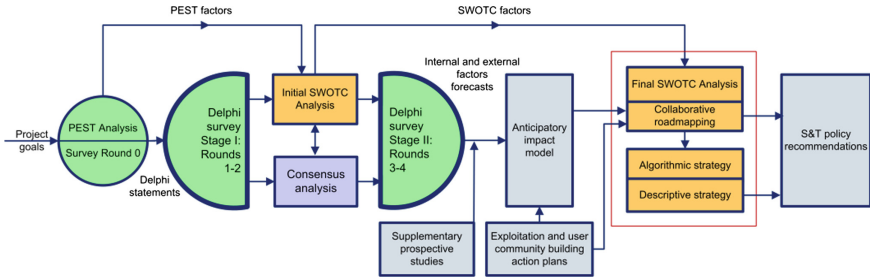 PEST factors
SWOTC factors
Project
goals
PEST Analysis
Survey Round 0
Delphi
statements
Delphi
survey
Stage I:
Rounds
1-2
Initial SWOTC
Analysis
Consensus
analysis
Delphi
survey
Stage II:
Rounds
3-4
Internal and external
factors
forecasts
Supplementary
prospective
studies
Anticipatory
impact
model
Exploitation and user
community building
action plans
Final SWOTC Analysis
Collaborative
roadmapping
Algorithmic strategy
Descriptive strategy
S&T policy
recommendations